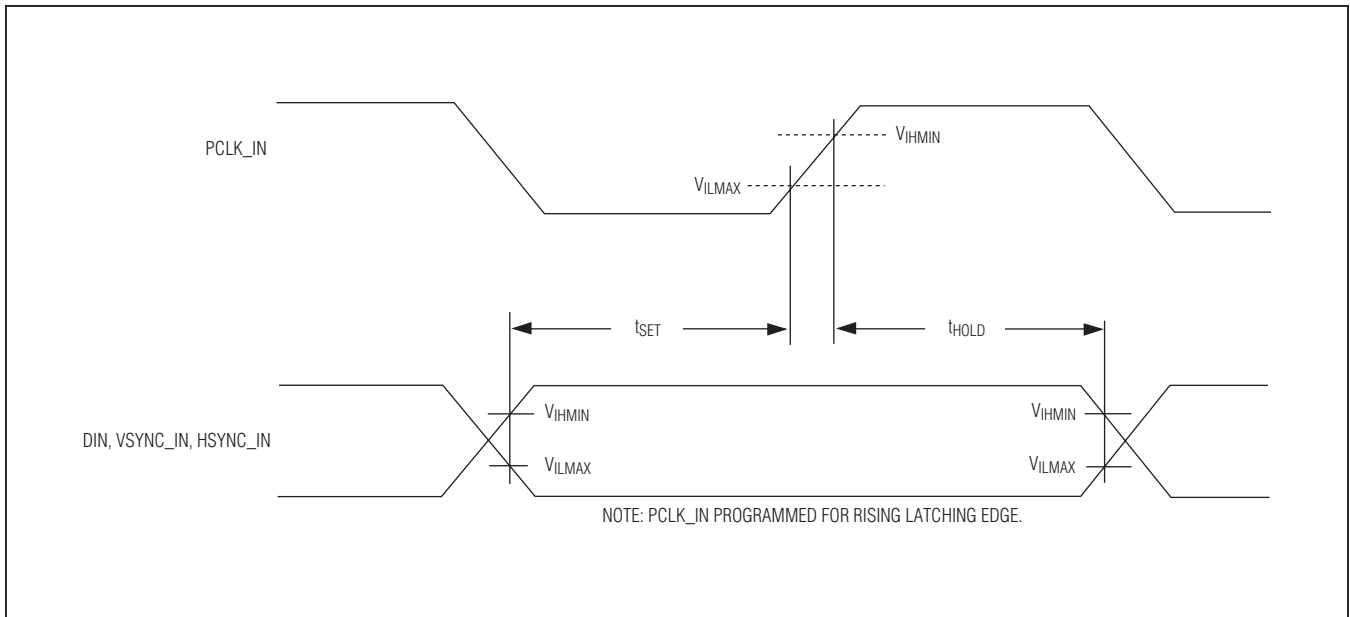 PCLK_IN
VIHMIN
VILMAX
tSET
tHOLD
VIHMIN
VIHMIN
DIN, VSYNC_IN, HSYNC_IN
VILMAX
VILMAX
NOTE: PCLK_IN PROGRAMMED FOR RISING LATCHING EDGE.